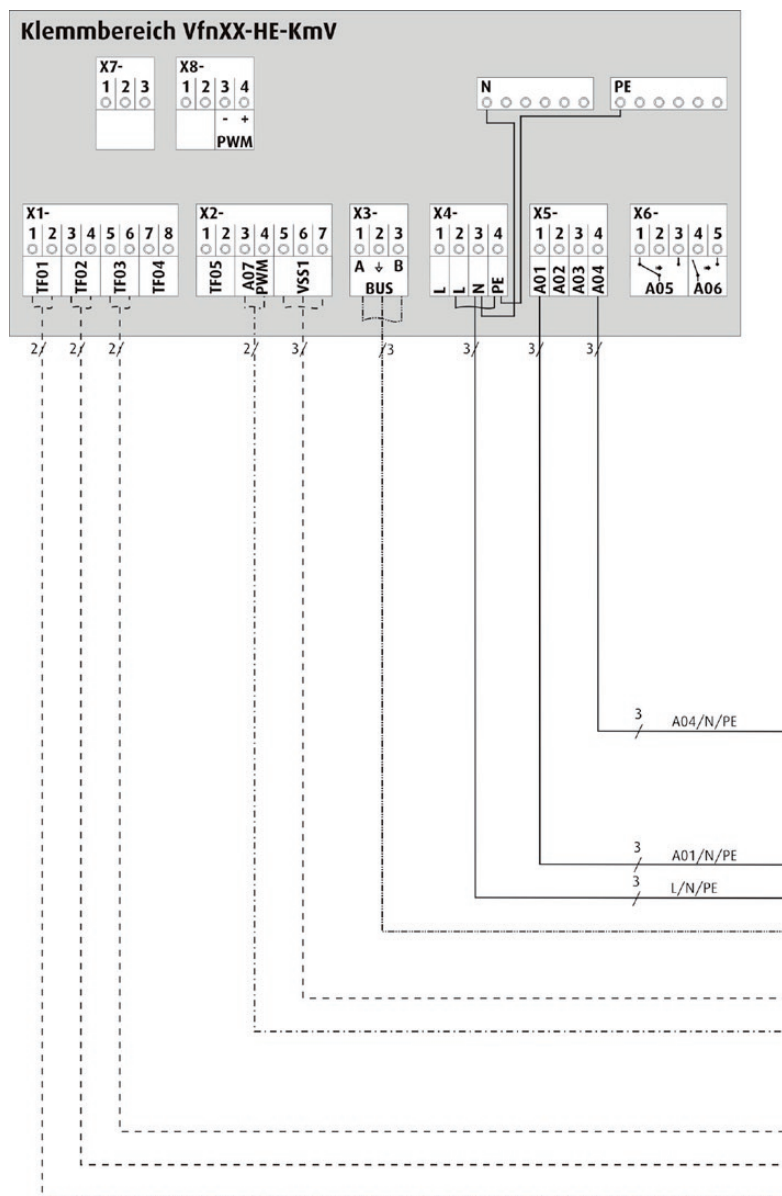 Klemmbereich VfnXX-HE-KmV
X7-
1 2 3
X8-
1 2 3 4
- +
PWM
N
PE
X1-
1 2 3 4 5 6 7 8
TF01 TF02 TF03 TF04
X2-
1 2 3 4 5 6 7
TF05 A07 PWM VSS1
X3-
1 2 3
A B
BUS
X4-
1 2 3 4
L L N PE
X5-
1 2 3 4
A01 A02 A03 A04
X6-
1 2 3 4 5
A05 A06
2 2 2 2 3 3 3 3 3
3 A04/N/PE
3 A01/N/PE
3 L/N/PE